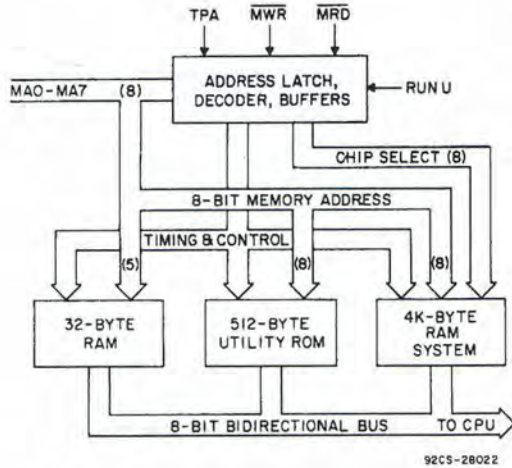 TPA MWR MRD
ADDRESS LATCH,
DECODER, BUFFERS
MA0-MA7 (8)
RUN U
CHIP SELECT (8)
8-BIT MEMORY ADDRESS
TIMING & CONTROL
(5) (8) (8)
32-BYTE
RAM
512-BYTE
UTILITY ROM
4K-BYTE
RAM
SYSTEM
8-BIT BIDIRECTIONAL BUS TO CPU
92CS-28022